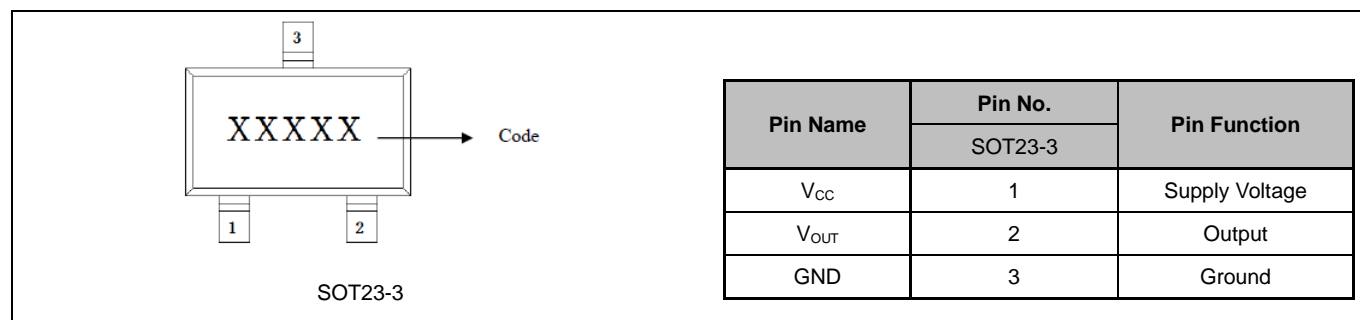 3
XXXXX
Code
1
2
SOT23-3
Pin Name
Pin No.
Pin Function
SOT23-3
VCC
1
Supply Voltage
VOUT
2
Output
GND
3
Ground